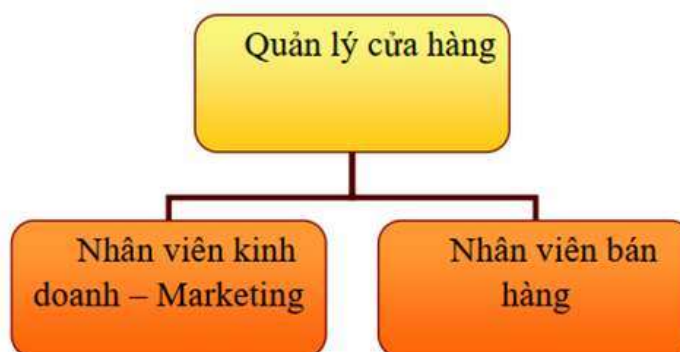 Quản lý cửa hàng
Nhân viên kinh
doanh – Marketing
Nhân viên bán
hàng